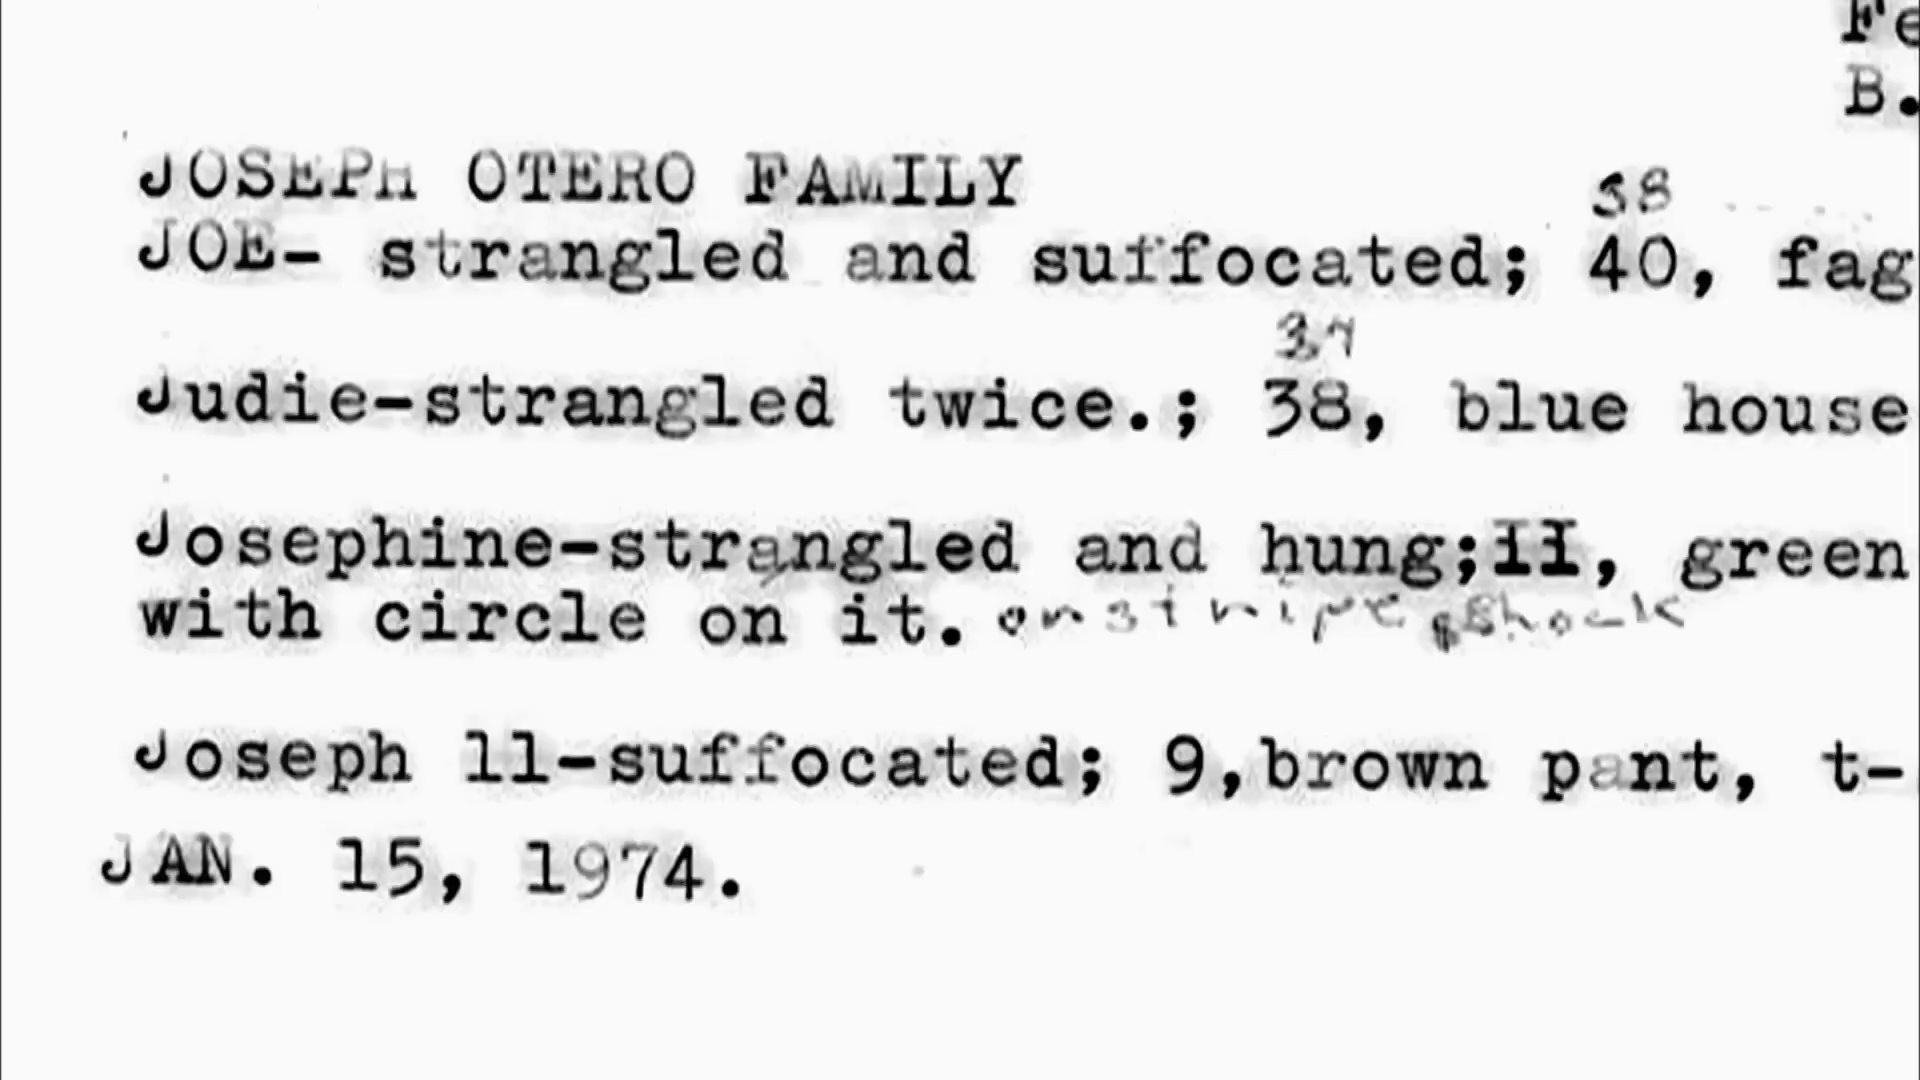 Fe
B.
JOSEPH OTERO FAMILY
38
JOE- strangled and suffocated; 40, fag
37
Judie-strangled twice.; 38, blue house
Josephine-strangled and hung;11, green
with circle on it.
Joseph 11-suffocated; 9,brown pant, t-
JAN. 15, 1974.